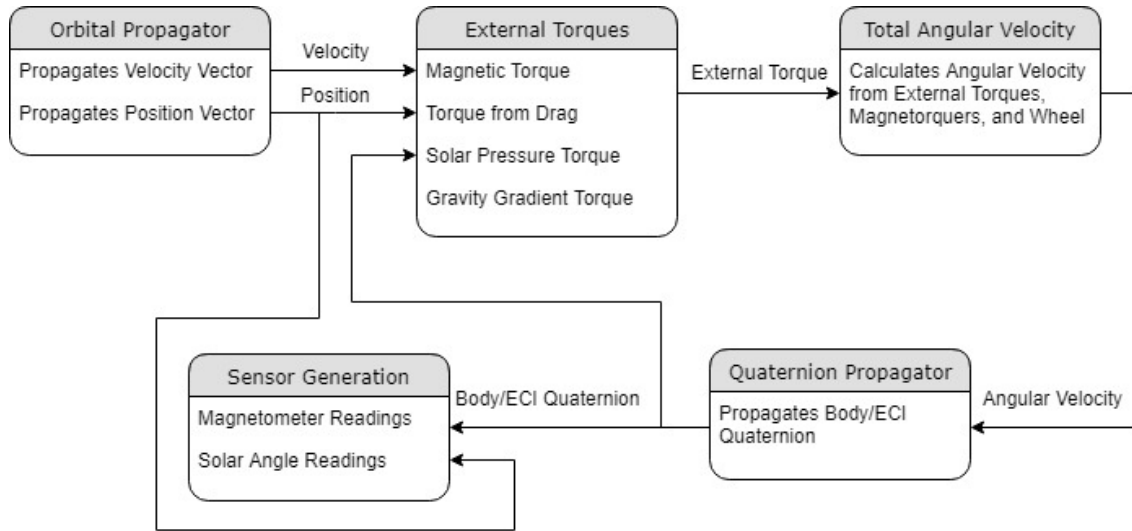 Orbital Propagator
Propagates Velocity Vector
Propagates Position Vector
Velocity
Position
External Torques
Magnetic Torque
Torque from Drag
Solar Pressure Torque
Gravity Gradient Torque
External Torque
Total Angular Velocity
Calculates Angular Velocity
from External Torques,
Magnetorquers, and Wheel
Sensor Generation
Magnetometer Readings
Solar Angle Readings
Body/ECI Quaternion
Quaternion Propagator
Propagates Body/ECI
Quaternion
Angular Velocity